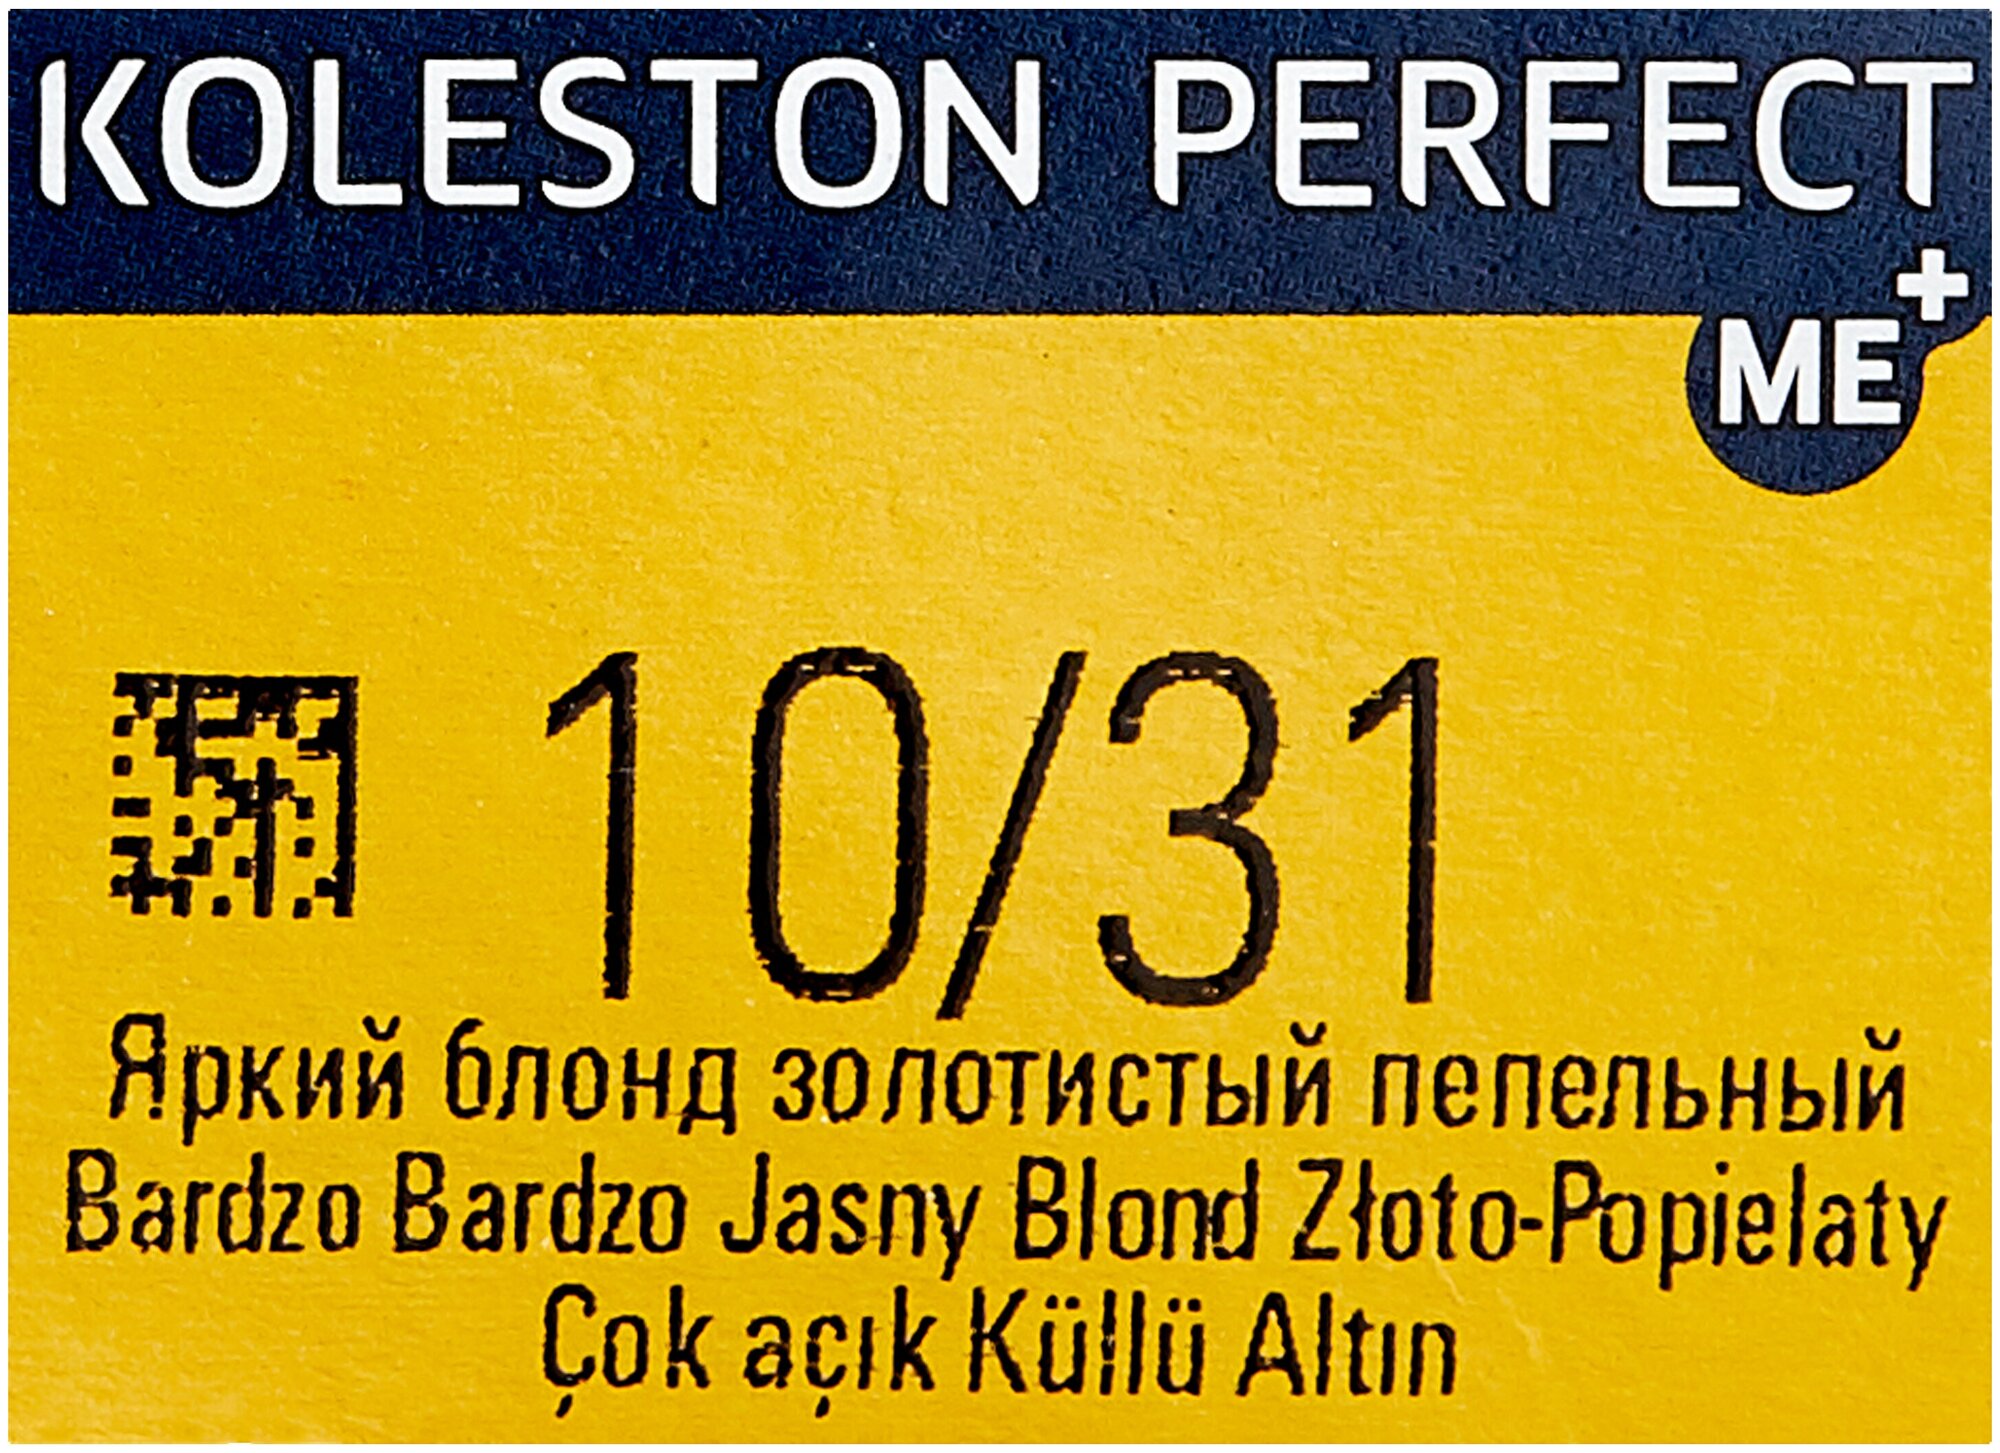 KOLESTON PERFECT
ME+
10/31
Яркий блонд золотистый пепельный
Bardzo Bardzo Jasny Blond Złoto-Popielaty
Çok açık Küllü Altın